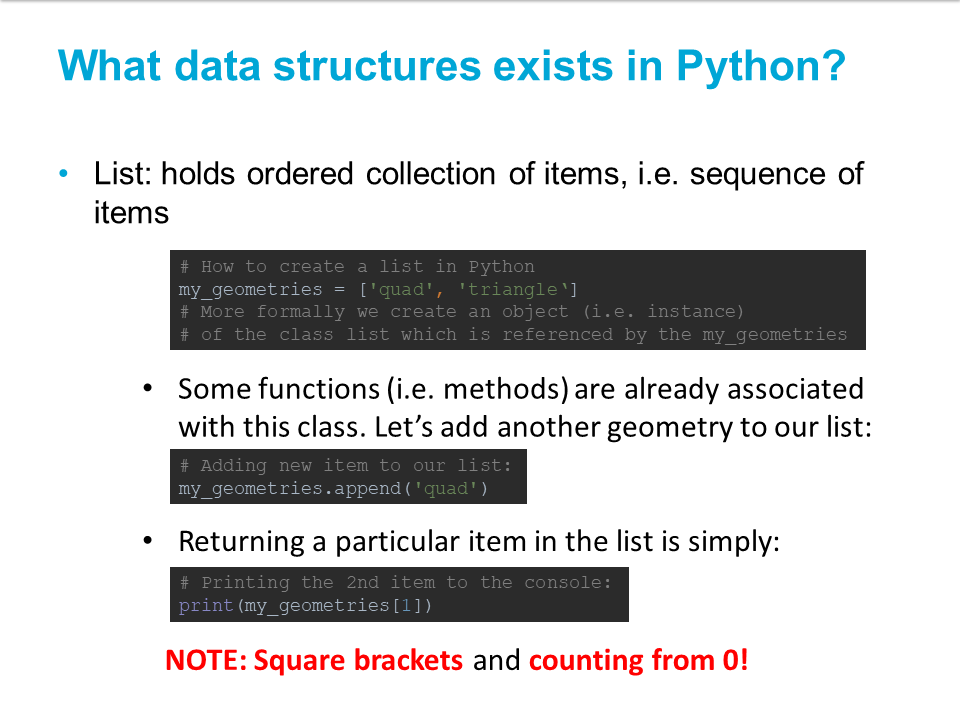 What data structures exists in Python?
• List: holds ordered collection of items, i.e. sequence of
items
# How to create a list in Python
my_geometries = ['quad', 'triangle‘]
# More formally we create an object (i.e. instance)
# of the class list which is referenced by the my_geometries
• Some functions (i.e. methods) are already associated
with this class. Let’s add another geometry to our list:
# Adding new item to our list:
my_geometries.append('quad')
• Returning a particular item in the list is simply:
# Printing the 2nd item to the console:
print(my_geometries[1])
NOTE: Square brackets and counting from 0!